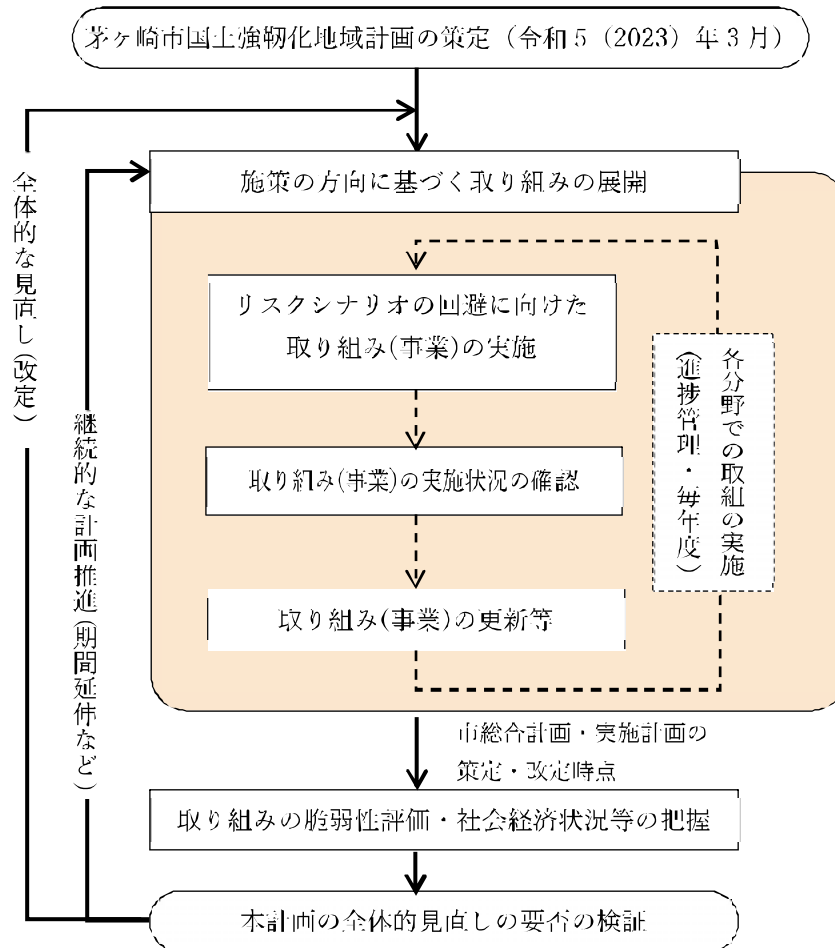 茅ヶ崎市国土強靭化地域計画の策定（令和５（2023）年３月）
施策の方向に基づく取り組みの展開
全体的な見直し（改定）
継続的な計画推進（期間延伸など）
リスクシナリオの回避に向けた
取り組み(事業)の実施
各分野での取組の実施
（進捗管理・毎年度）
取り組み(事業)の実施状況の確認
取り組み(事業)の更新等
市総合計画・実施計画の
策定・改定時点
取り組みの脆弱性評価・社会経済状況等の把握
本計画の全体的見直しの要否の検証